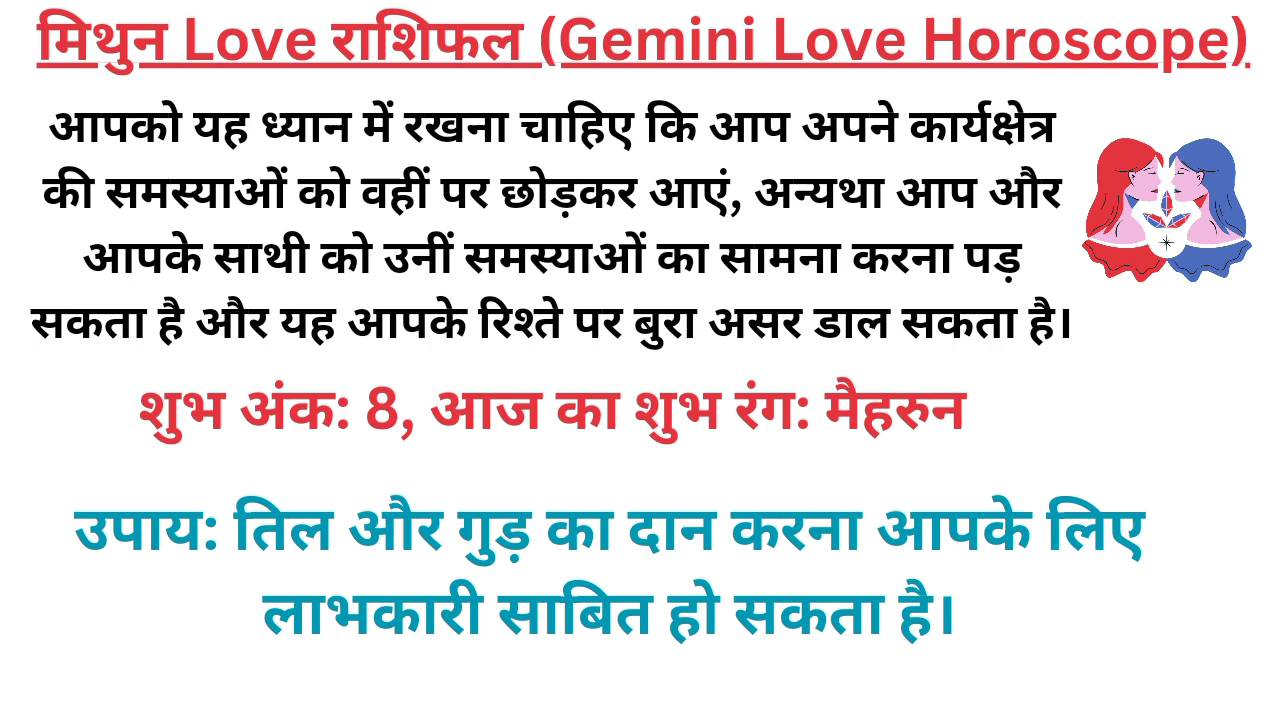 मिथुन Love राशिफल (Gemini Love Horoscope)
आपको यह ध्यान में रखना चाहिए कि आप अपने कार्यक्षेत्र
की समस्याओं को वहीं पर छोड़कर आएं, अन्यथा आप और
आपके साथी को उनीं समस्याओं का सामना करना पड़
सकता है और यह आपके रिश्ते पर बुरा असर डाल सकता है।
शुभ अंक: 8, आज का शुभ रंग: मैहरुन
उपाय: तिल और गुड़ का दान करना आपके लिए
लाभकारी साबित हो सकता है।